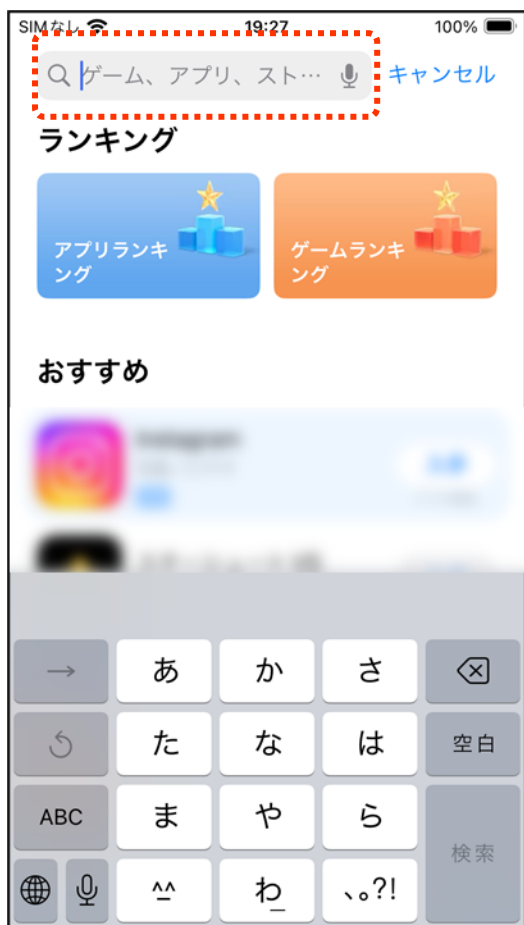 SIMなし 19:27 100%
ゲーム、アプリ、スト… キャンセル
ランキング
アプリランキ
ング
ゲームランキ
ング
おすすめ
Instagram
→ あ か さ
た な は 空白
ABC ま や ら
検索
^^ わ_ 、。?!